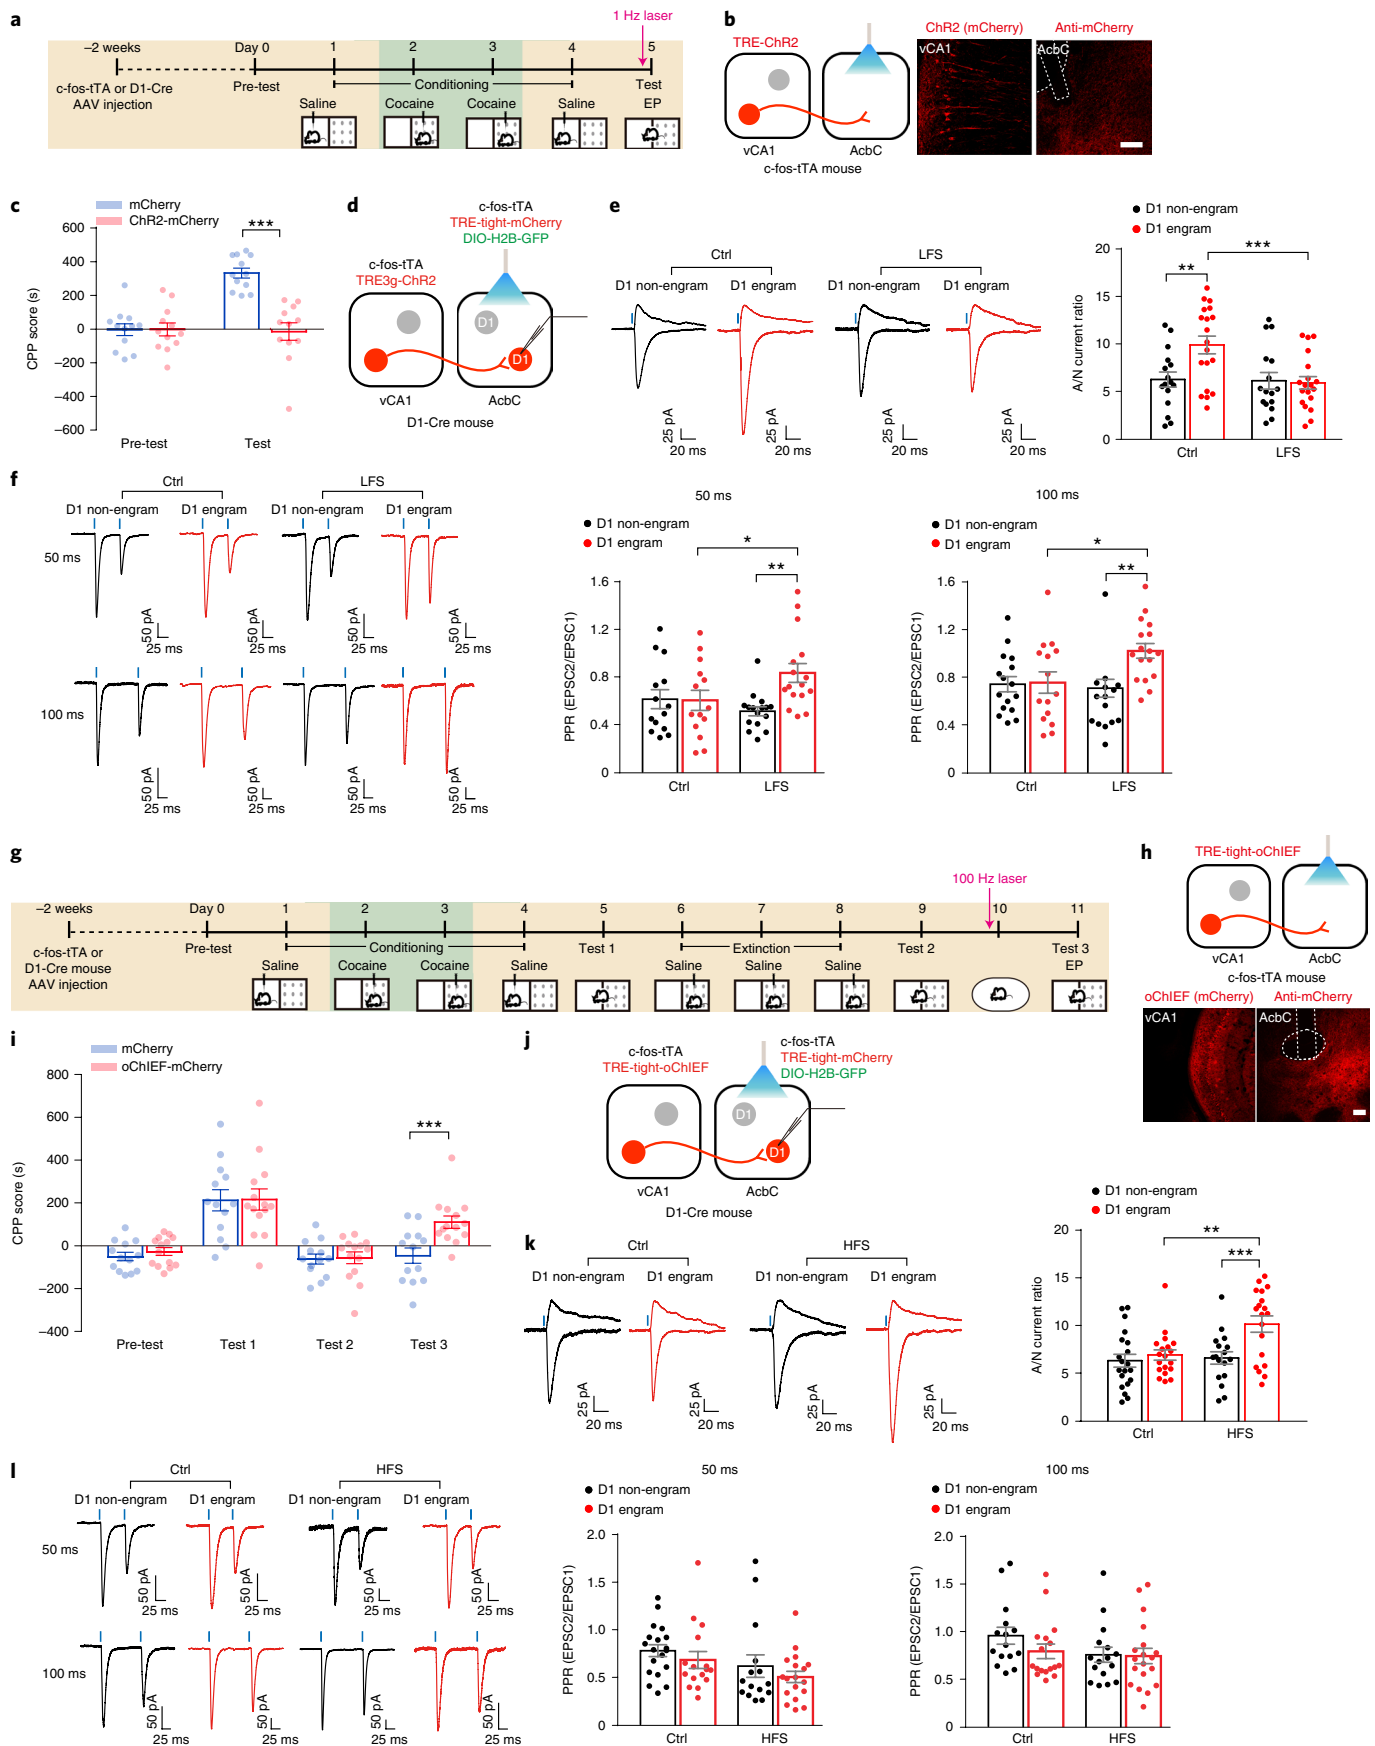 a
1 Hz laser
–2 weeks
Day 0
1
2
3
4
5
c-fos-tTA or D1-Cre
AAV injection
Pre-test
Conditioning
Test
Saline
Cocaine
Cocaine
Saline
EP
b
TRE-ChR2
ChR2 (mCherry)
Anti-mCherry
vCA1
AcbC
vCA1
AcbC
c-fos-tTA mouse
c
mCherry
ChR2-mCherry
***
600
400
200
0
–200
–400
–600
CPP score (s)
Pre-test
Test
d
c-fos-tTA
TRE-tight-mCherry
DIO-H2B-GFP
c-fos-tTA
TRE3g-ChR2
D1
D1
vCA1
AcbC
D1-Cre mouse
e
Ctrl
LFS
D1 non-engram
D1 engram
D1 non-engram
D1 engram
25 pA
20 ms
25 pA
20 ms
25 pA
20 ms
25 pA
20 ms
D1 non-engram
D1 engram
***
**
20
15
10
5
0
A/N current ratio
Ctrl
LFS
f
Ctrl
LFS
D1 non-engram
D1 engram
D1 non-engram
D1 engram
50 ms
50 pA
25 ms
50 pA
25 ms
50 pA
25 ms
50 pA
25 ms
100 ms
50 pA
25 ms
50 pA
25 ms
50 pA
25 ms
50 pA
25 ms
50 ms
D1 non-engram
D1 engram
*
**
1.6
1.2
0.8
0.4
0
PPR (EPSC2/EPSC1)
Ctrl
LFS
100 ms
D1 non-engram
D1 engram
*
**
1.6
1.2
0.8
0.4
0
PPR (EPSC2/EPSC1)
Ctrl
LFS
g
100 Hz laser
–2 weeks
Day 0
1
2
3
4
5
6
7
8
9
10
11
c-fos-tTA or
D1-Cre mouse
AAV injection
Pre-test
Conditioning
Test 1
Extinction
Test 2
Test 3
Saline
Cocaine
Cocaine
Saline
Saline
Saline
Saline
EP
h
TRE-tight-oChIEF
vCA1
AcbC
c-fos-tTA mouse
oChIEF (mCherry)
Anti-mCherry
vCA1
AcbC
i
mCherry
oChIEF-mCherry
***
800
600
400
200
0
–200
–400
CPP score (s)
Pre-test
Test 1
Test 2
Test 3
j
c-fos-tTA
TRE-tight-oChIEF
c-fos-tTA
TRE-tight-mCherry
DIO-H2B-GFP
D1
D1
vCA1
AcbC
D1-Cre mouse
k
Ctrl
HFS
D1 non-engram
D1 engram
D1 non-engram
D1 engram
25 pA
20 ms
25 pA
20 ms
25 pA
20 ms
25 pA
20 ms
D1 non-engram
D1 engram
**
***
20
15
10
5
0
A/N current ratio
Ctrl
HFS
l
Ctrl
HFS
D1 non-engram
D1 engram
D1 non-engram
D1 engram
50 ms
50 pA
25 ms
50 pA
25 ms
50 pA
25 ms
50 pA
25 ms
100 ms
50 pA
25 ms
50 pA
25 ms
50 pA
25 ms
50 pA
25 ms
50 ms
D1 non-engram
D1 engram
2.0
1.5
1.0
0.5
0
PPR (EPSC2/EPSC1)
Ctrl
HFS
100 ms
D1 non-engram
D1 engram
2.0
1.5
1.0
0.5
0
PPR (EPSC2/EPSC1)
Ctrl
HFS